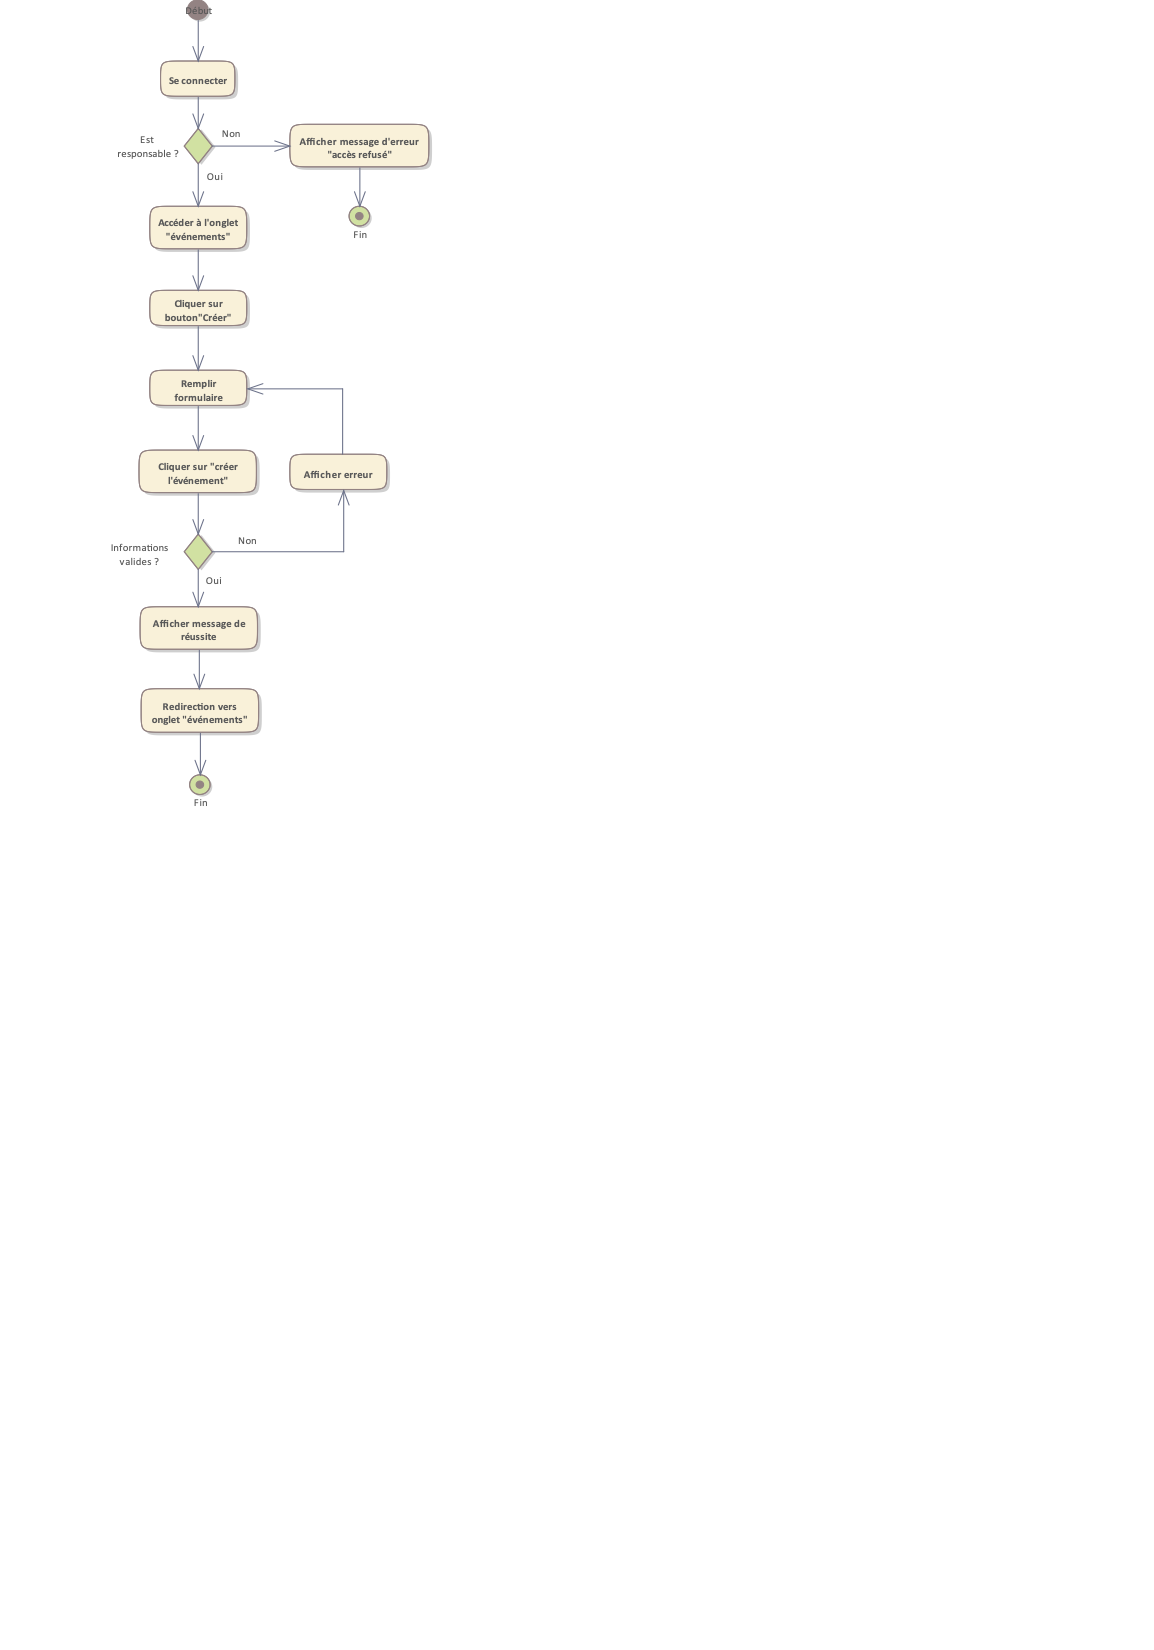 Début
Se connecter
Est
responsable ?
Non
Afficher message d'erreur
"accès refusé"
Oui
Fin
Accéder à l'onglet
"événements"
Cliquer sur
bouton"Créer"
Remplir
formulaire
Cliquer sur "créer
l'événement"
Afficher erreur
Informations
valides ?
Non
Oui
Afficher message de
réussite
Redirection vers
onglet "événements"
Fin